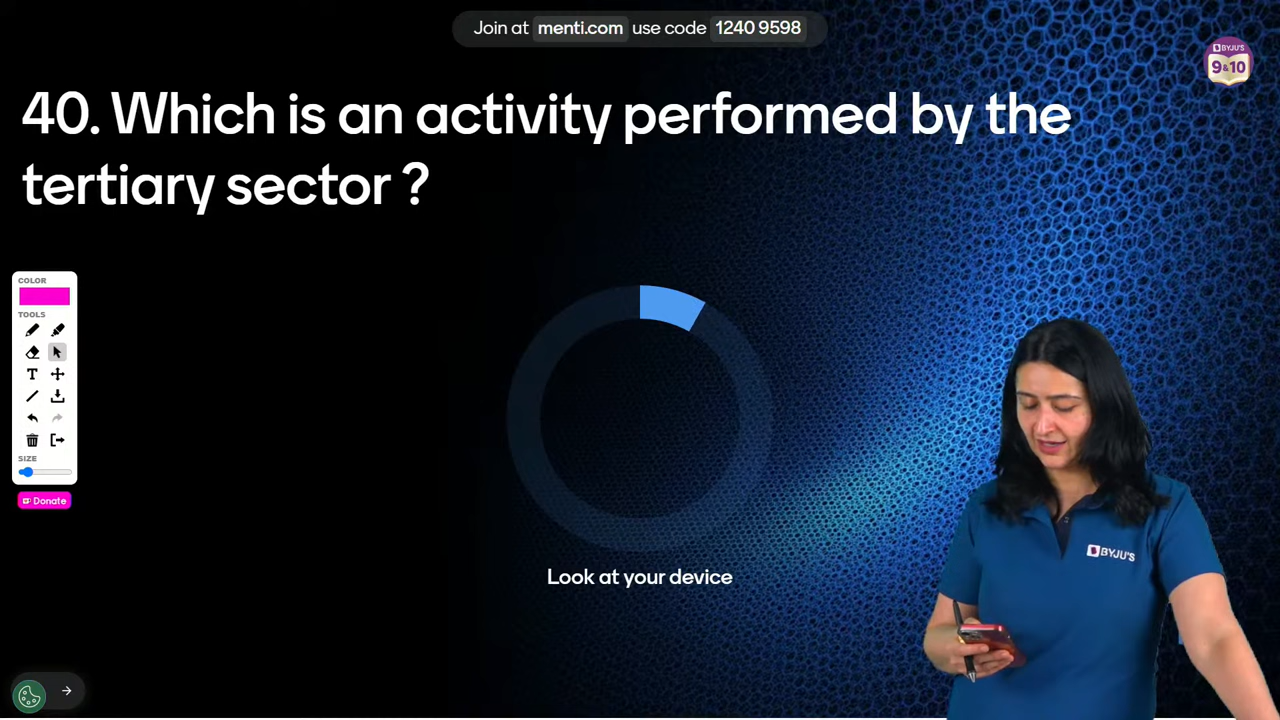 Join at menti.com use code 1240 9598
BYJU'S
9&10
40. Which is an activity performed by the
tertiary sector ?
COLOR
TOOLS
T
SIZE
Donate
Look at your device
BYJU'S